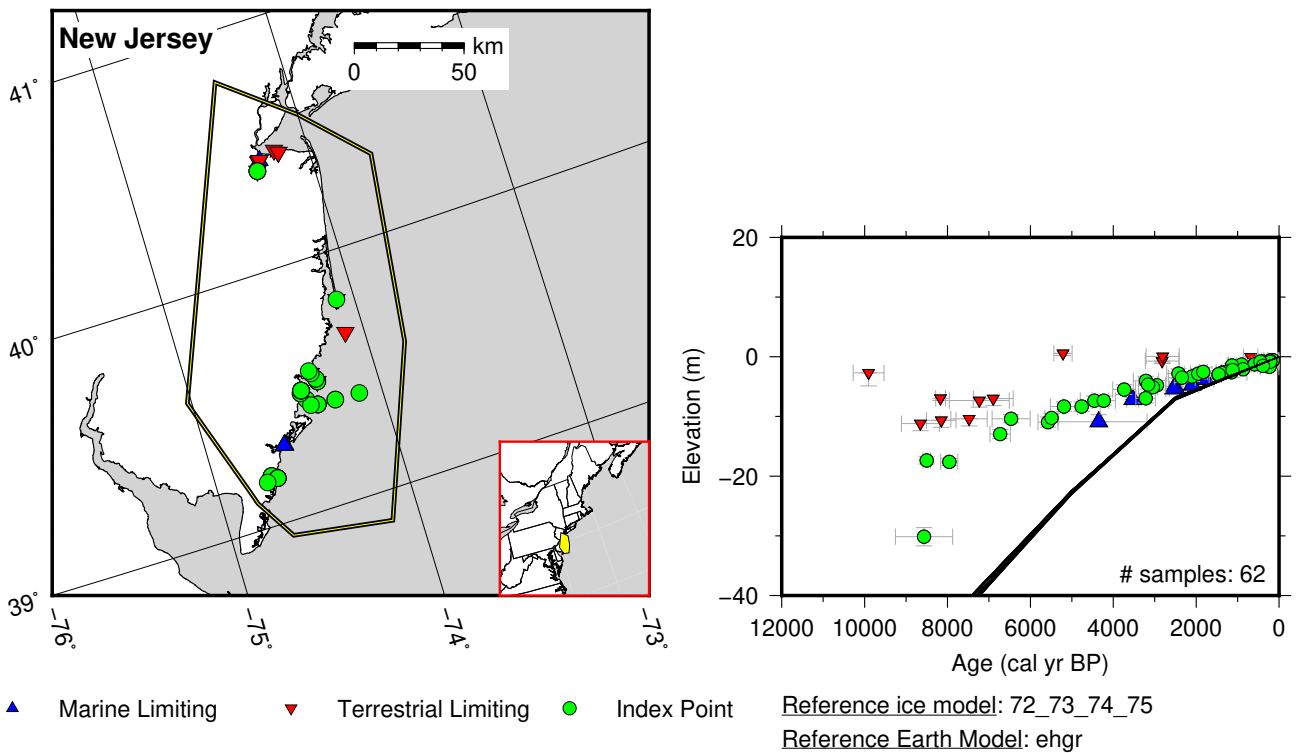 New Jersey
km
0 50
41°
40°
39°
-76°
-75°
-74°
-73°
20
0
-20
-40
Elevation (m)
# samples: 62
12000 10000 8000 6000 4000 2000 0
Age (cal yr BP)
Marine Limiting Terrestrial Limiting Index Point
Reference ice model: 72_73_74_75
Reference Earth Model: ehgr